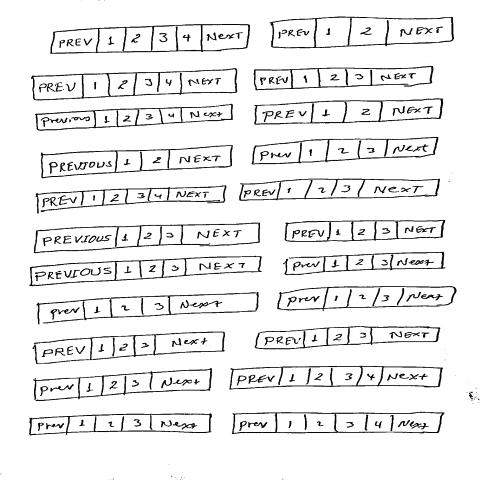 PREV 1 2 3 4 Next PREV 1 2 NEXT
PREV 1 2 3 4 NEXT PREV 1 2 3 NEXT
Previous 1 2 3 4 Next PREV 1 2 NEXT
PREVIOUS 1 2 NEXT Prev 1 2 3 Next
PREV 1 2 3 4 NEXT PREV 1 2 3 NEXT
PREVIOUS 1 2 3 NEXT PREV 1 2 3 NEXT
PREVIOUS 1 2 3 NEXT Prev 1 2 3 Next
Prev 1 2 3 Next Prev 1 2 3 Next
PREV 1 2 3 Next PREV 1 2 3 NEXT
Prev 1 2 3 Next PREV 1 2 3 4 Next
Prev 1 2 3 Next Prev 1 2 3 4 Next